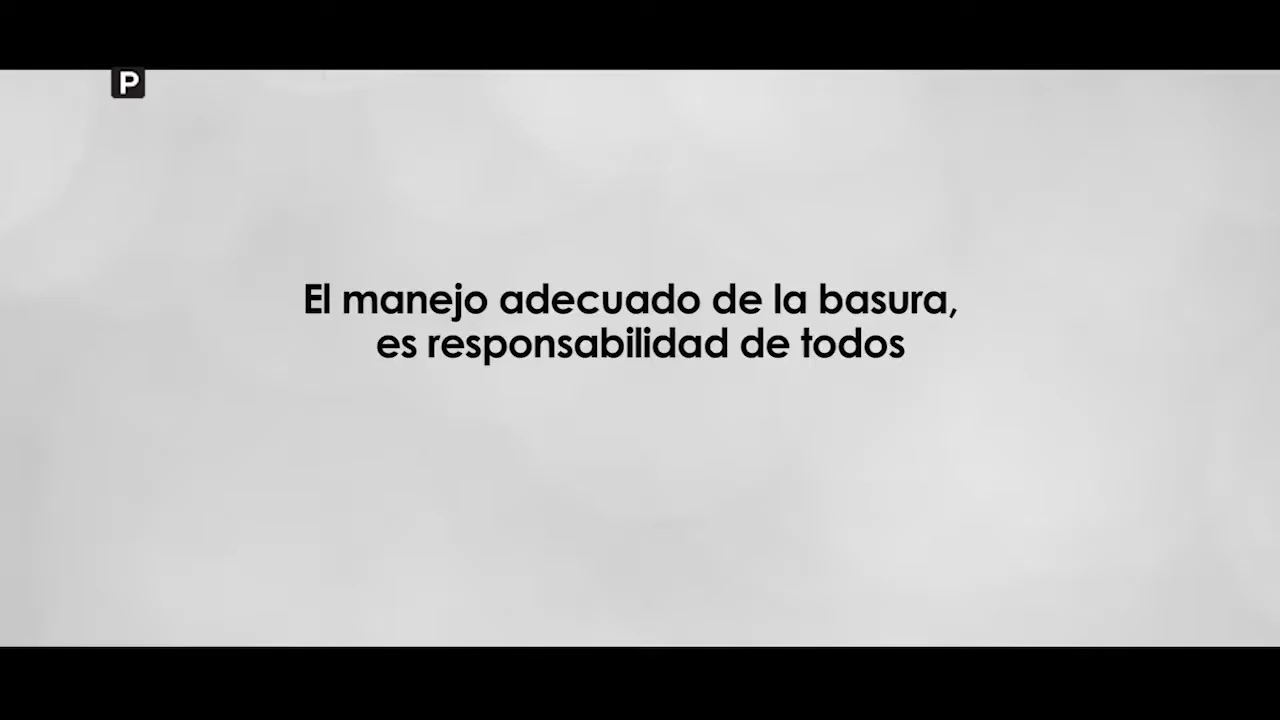 P
El manejo adecuado de la basura,
es responsabilidad de todos